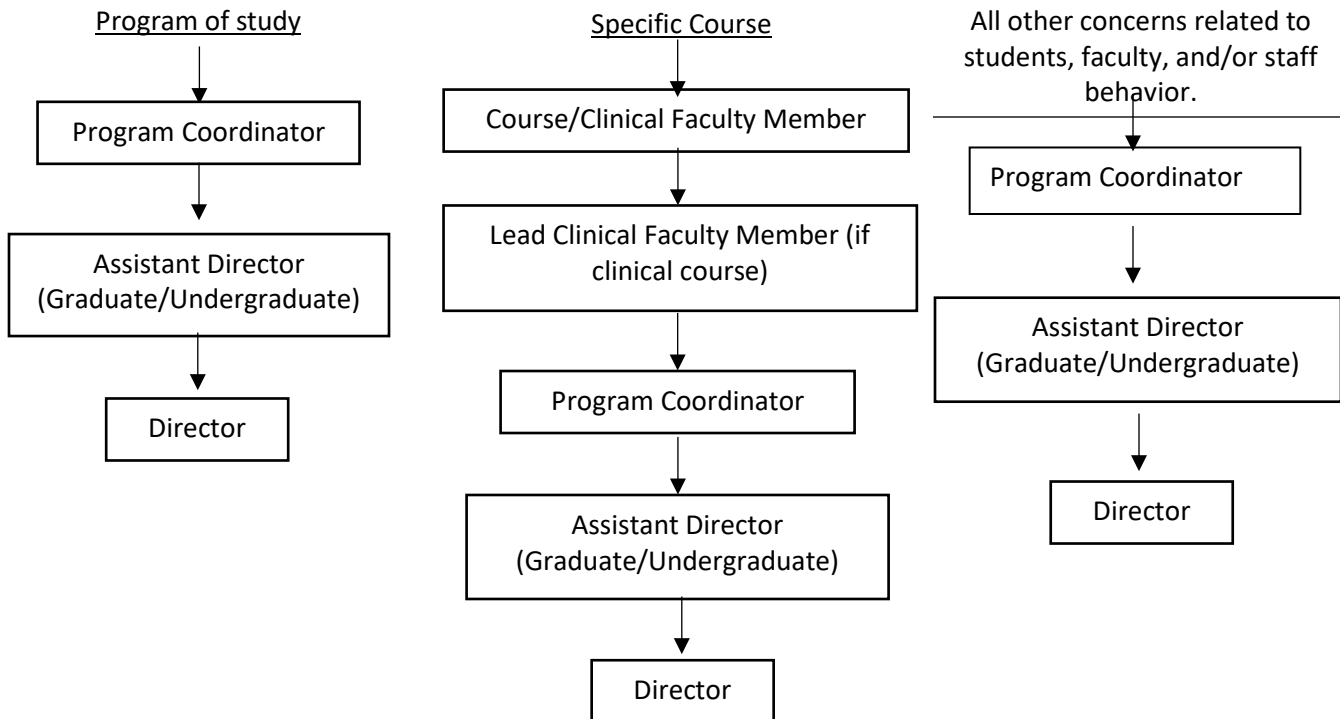 Program of study
Program Coordinator
Assistant Director
(Graduate/Undergraduate)
Director
Specific Course
Course/Clinical Faculty Member
Lead Clinical Faculty Member (if
clinical course)
Program Coordinator
Assistant Director
(Graduate/Undergraduate)
Director
All other concerns related to
students, faculty, and/or staff
behavior.
Program Coordinator
Assistant Director
(Graduate/Undergraduate)
Director